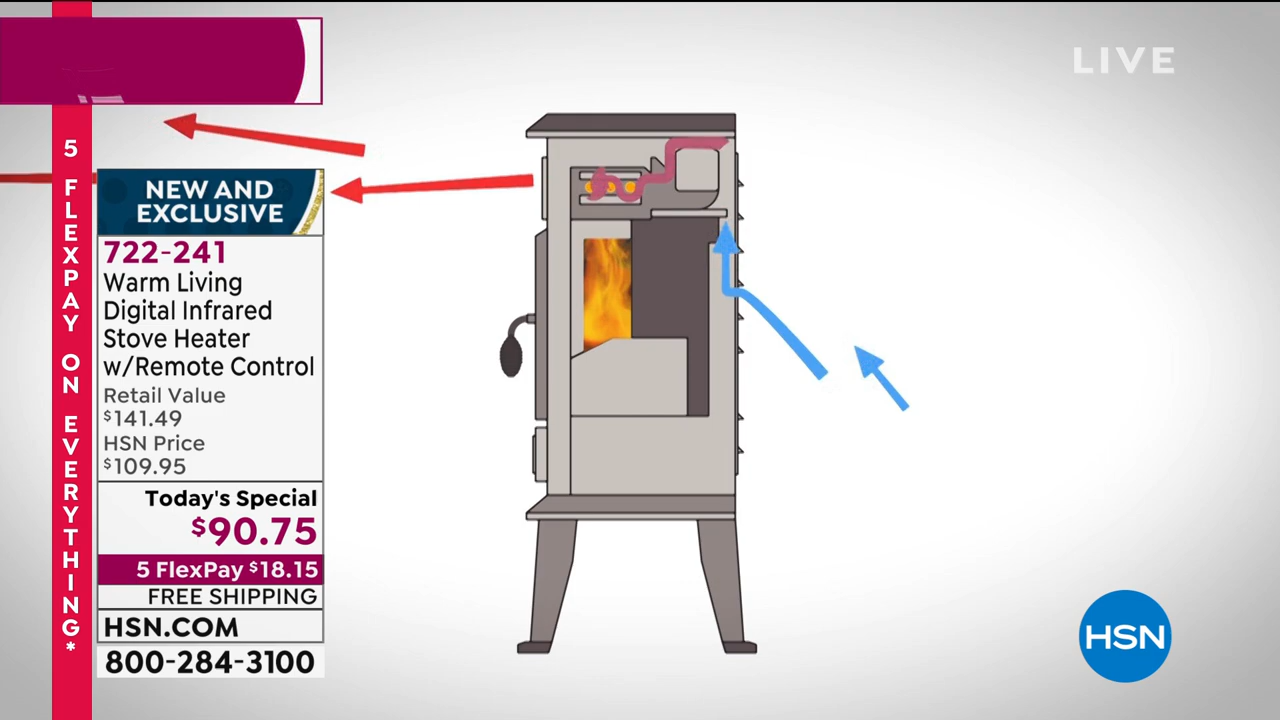 LIVE
5 FLEXPAY ON EVERYTHING*
NEW AND
EXCLUSIVE
722-241
Warm Living
Digital Infrared
Stove Heater
w/Remote Control
Retail Value
$141.49
HSN Price
$109.95
Today's Special
$90.75
5 FlexPay $18.15
FREE SHIPPING
HSN.COM
800-284-3100
HSN